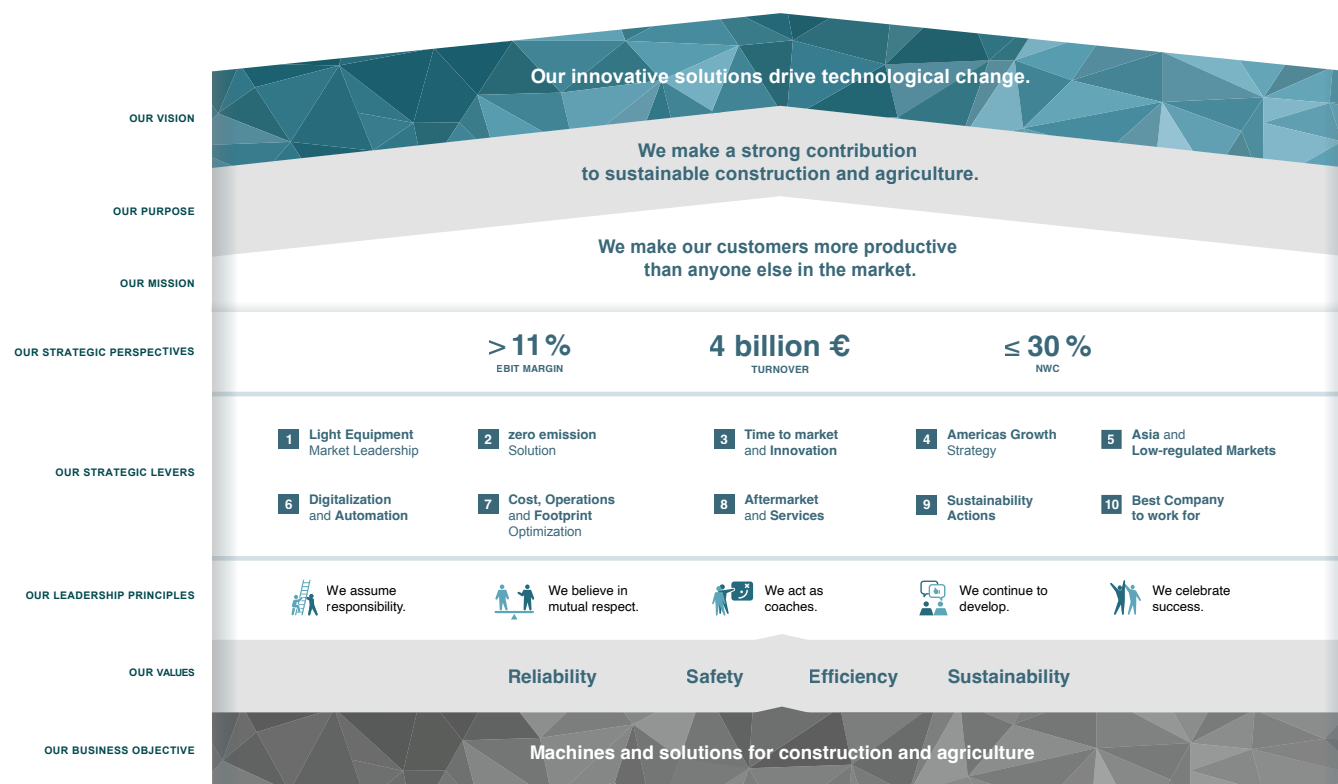 Our innovative solutions drive technological change.
OUR VISION
We make a strong contribution
to sustainable construction and agriculture.
OUR PURPOSE
We make our customers more productive
than anyone else in the market.
OUR MISSION
OUR STRATEGIC PERSPECTIVES
> 11 %
EBIT MARGIN
4 billion €
TURNOVER
≤ 30 %
NWC
OUR STRATEGIC LEVERS
1
Light Equipment
Market Leadership
2
zero emission
Solution
3
Time to market
and Innovation
4
Americas Growth
Strategy
5
Asia and
Low-regulated Markets
6
Digitalization
and Automation
7
Cost, Operations
and Footprint
Optimization
8
Aftermarket
and Services
9
Sustainability
Actions
10
Best Company
to work for
OUR LEADERSHIP PRINCIPLES
We assume
responsibility.
We believe in
mutual respect.
We act as
coaches.
We continue to
develop.
We celebrate
success.
OUR VALUES
Reliability
Safety
Efficiency
Sustainability
OUR BUSINESS OBJECTIVE
Machines and solutions for construction and agriculture